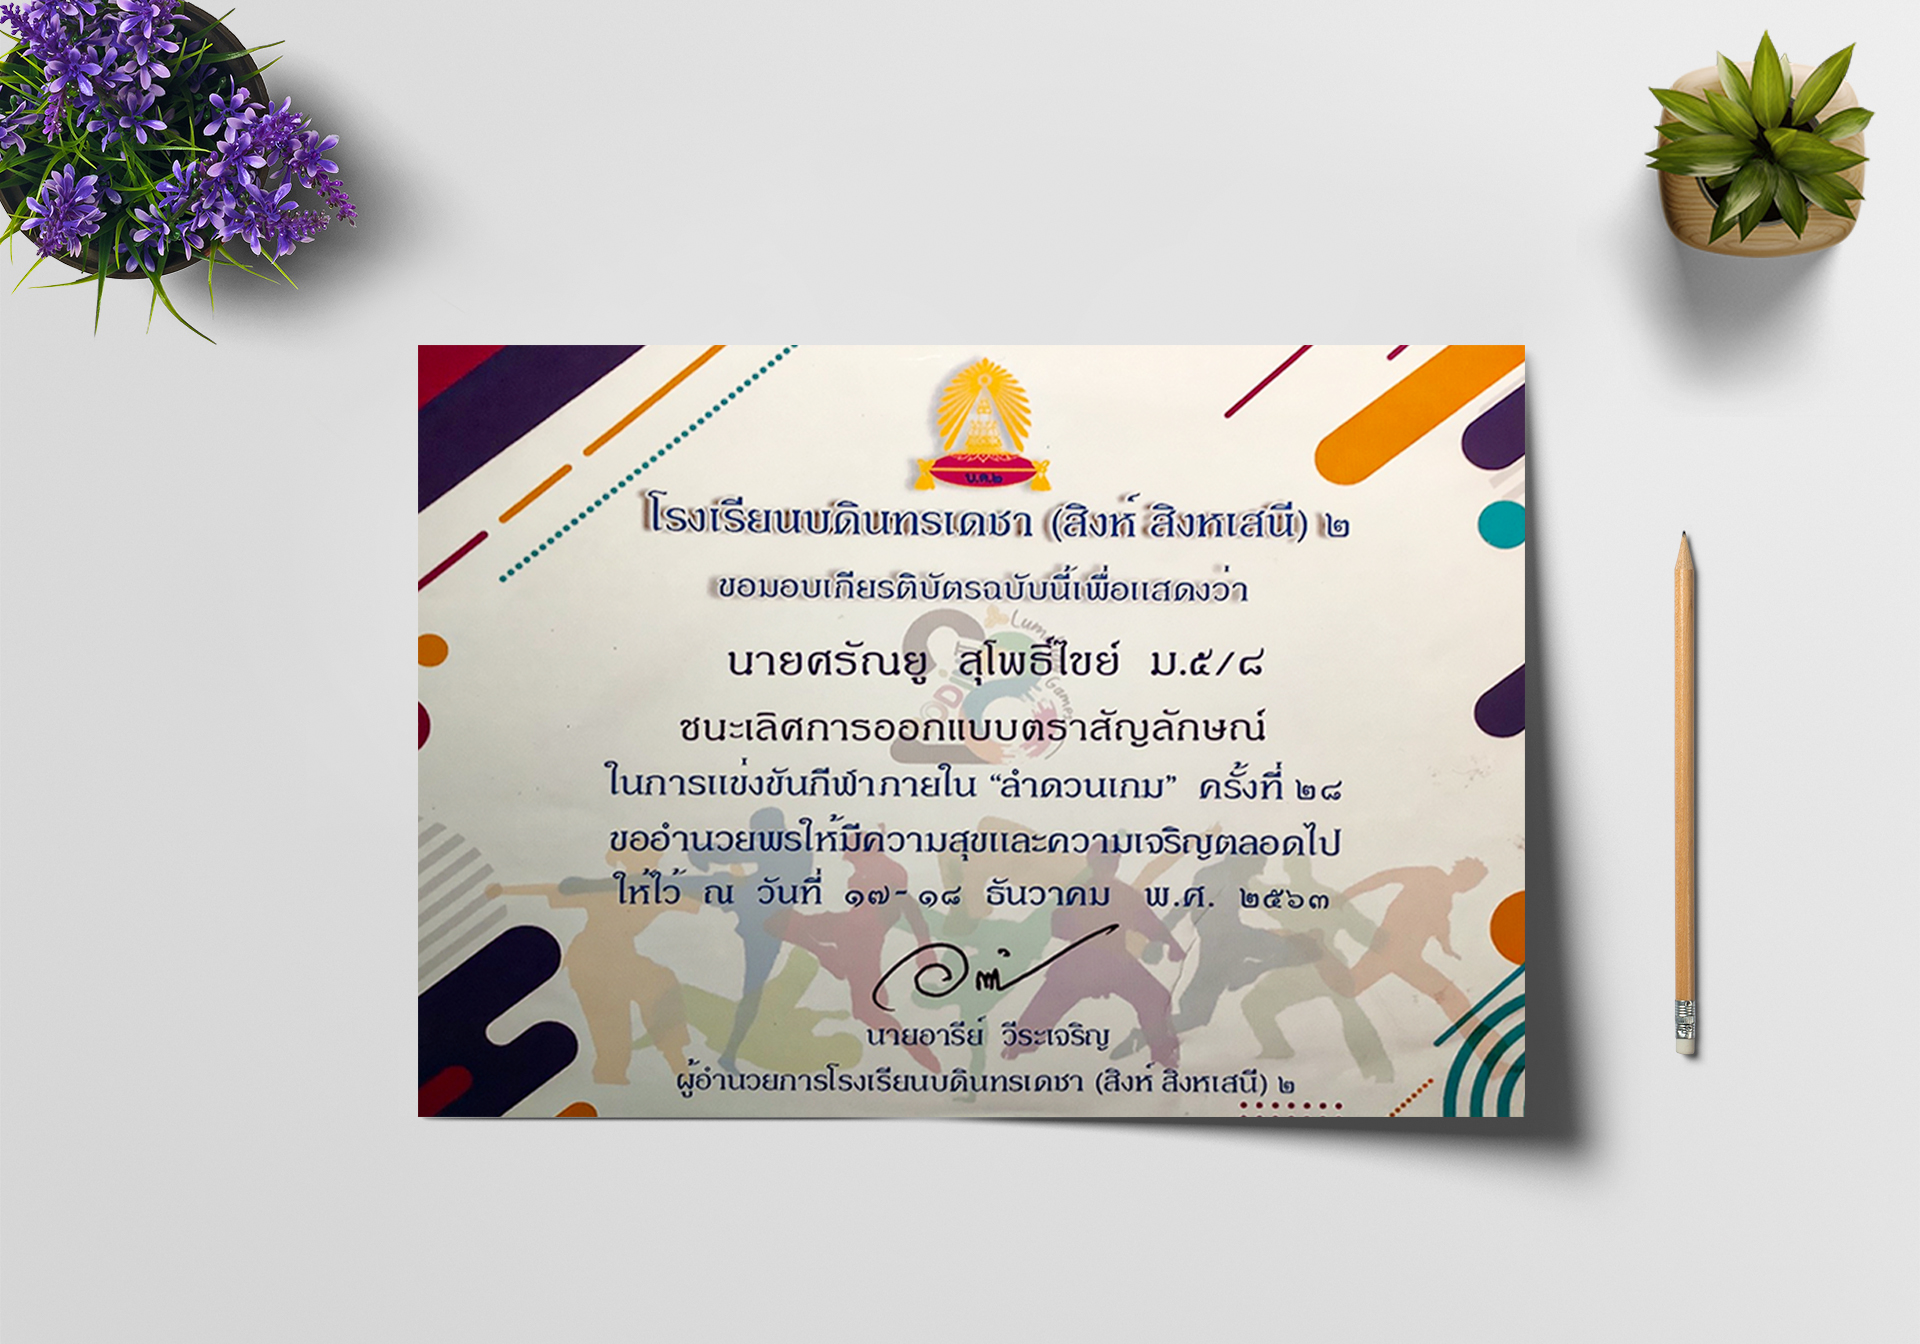 บ.ด.๒
โรงเรียนบดินทรเดชา (สิงห์ สิงหเสนี) ๒
ขอมอบเกียรติบัตรฉบับนี้เพื่อแสดงว่า
นายศรัณยู สุโพธิ์ไขย์ ม.๕/๘
ชนะเลิศการออกแบบตราสัญลักษณ์
ในการแข่งขันกีฬาภายใน “ลำดวนเกม” ครั้งที่ ๒๘
ขออำนวยพรให้มีความสุขและความเจริญตลอดไป
ให้ไว้ ณ วันที่ ๑๗-๑๘ ธันวาคม พ.ศ. ๒๕๖๓
นายอารีย์ วีระเจริญ
ผู้อำนวยการโรงเรียนบดินทรเดชา (สิงห์ สิงหเสนี) ๒